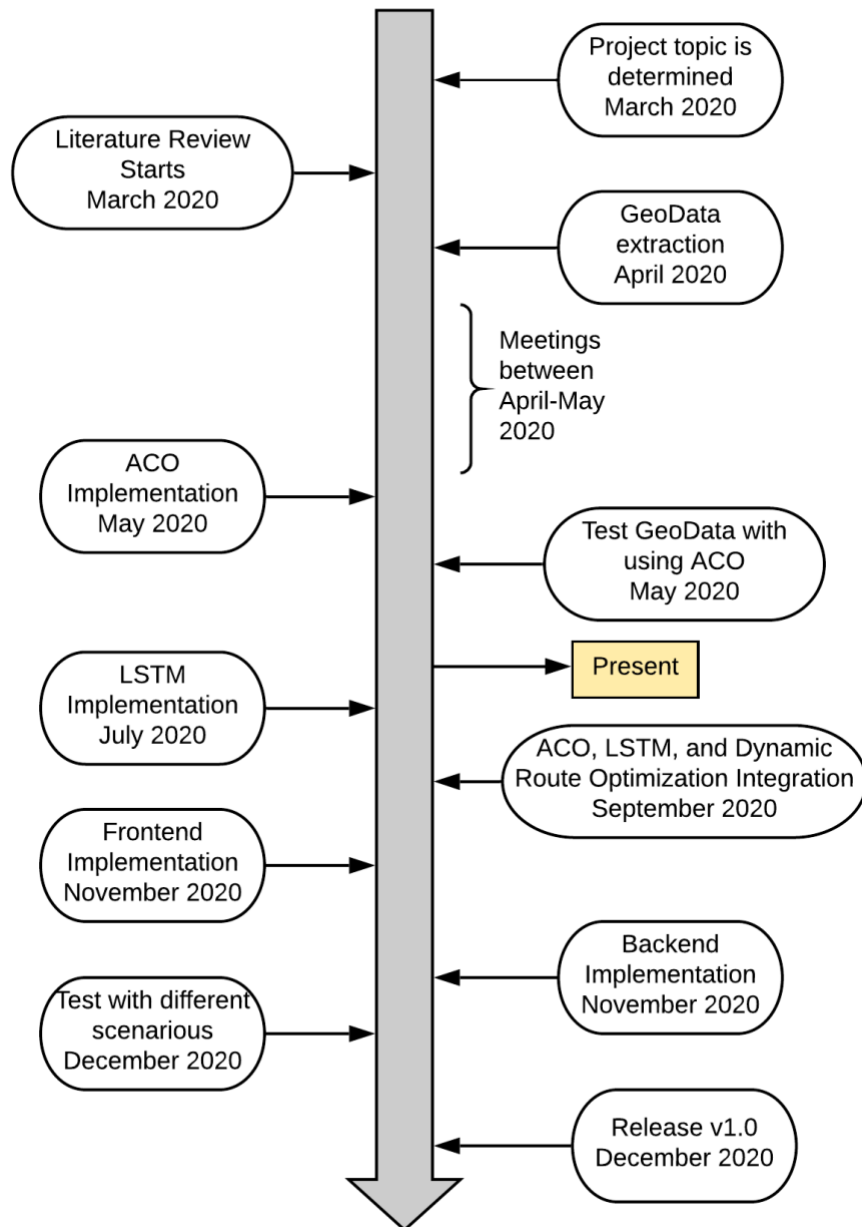 Project topic is
determined
March 2020
Literature Review
Starts
March 2020
GeoData
extraction
April 2020
Meetings
between
April-May
2020
ACO
Implementation
May 2020
Test GeoData with
using ACO
May 2020
Present
LSTM
Implementation
July 2020
ACO, LSTM, and Dynamic
Route Optimization Integration
September 2020
Frontend
Implementation
November 2020
Backend
Implementation
November 2020
Test with different
scenarious
December 2020
Release v1.0
December 2020